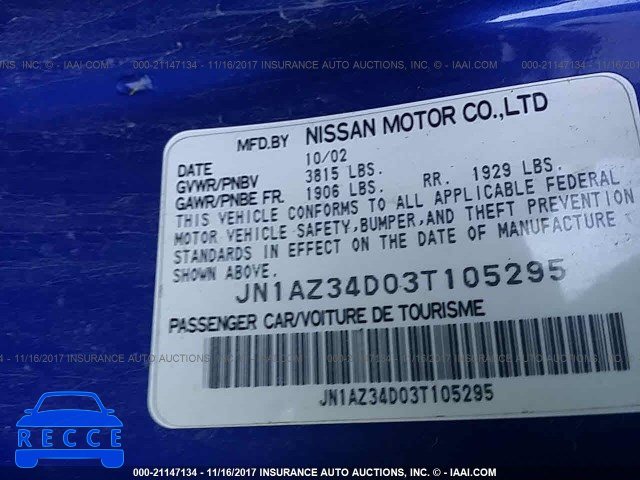 000-21147134 - 11/16/2017 INSURANCE AUTO AUCTIONS, INC. - © IAAI.COM
MFD.BY NISSAN MOTOR CO.,LTD
DATE 10/02
GVWR/PNBV 3815 LBS.
GAWR/PNBE FR. 1906 LBS. RR. 1929 LBS.
THIS VEHICLE CONFORMS TO ALL APPLICABLE FEDERAL
MOTOR VEHICLE SAFETY,BUMPER,AND THEFT PREVENTION
STANDARDS IN EFFECT ON THE DATE OF MANUFACTURE
SHOWN ABOVE.
JN1AZ34D03T105295
PASSENGER CAR/VOITURE DE TOURISME
JN1AZ34D03T105295
RECCE
000-21147134 - 11/16/2017 INSURANCE AUTO AUCTIONS, INC. - © IAAI.COM